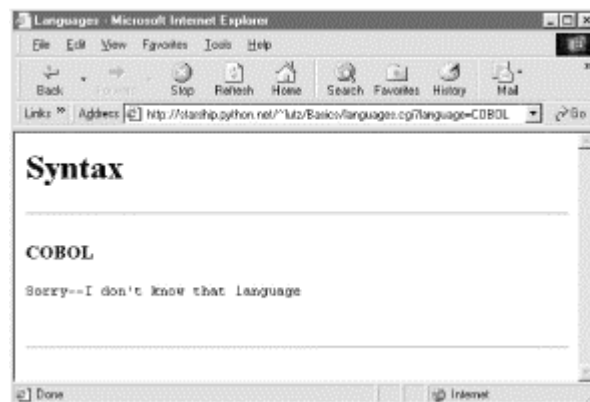 Languages - Microsoft Internet Explorer
File Edit View Favorites Tools Help
Back Forward Stop Refresh Home Search Favorites History Mail
Links » Address http://starship.python.net/~lutz/Basics/languages.cgi?language=COBOL Go
Syntax
COBOL
Sorry--I don't know that language
Done Internet